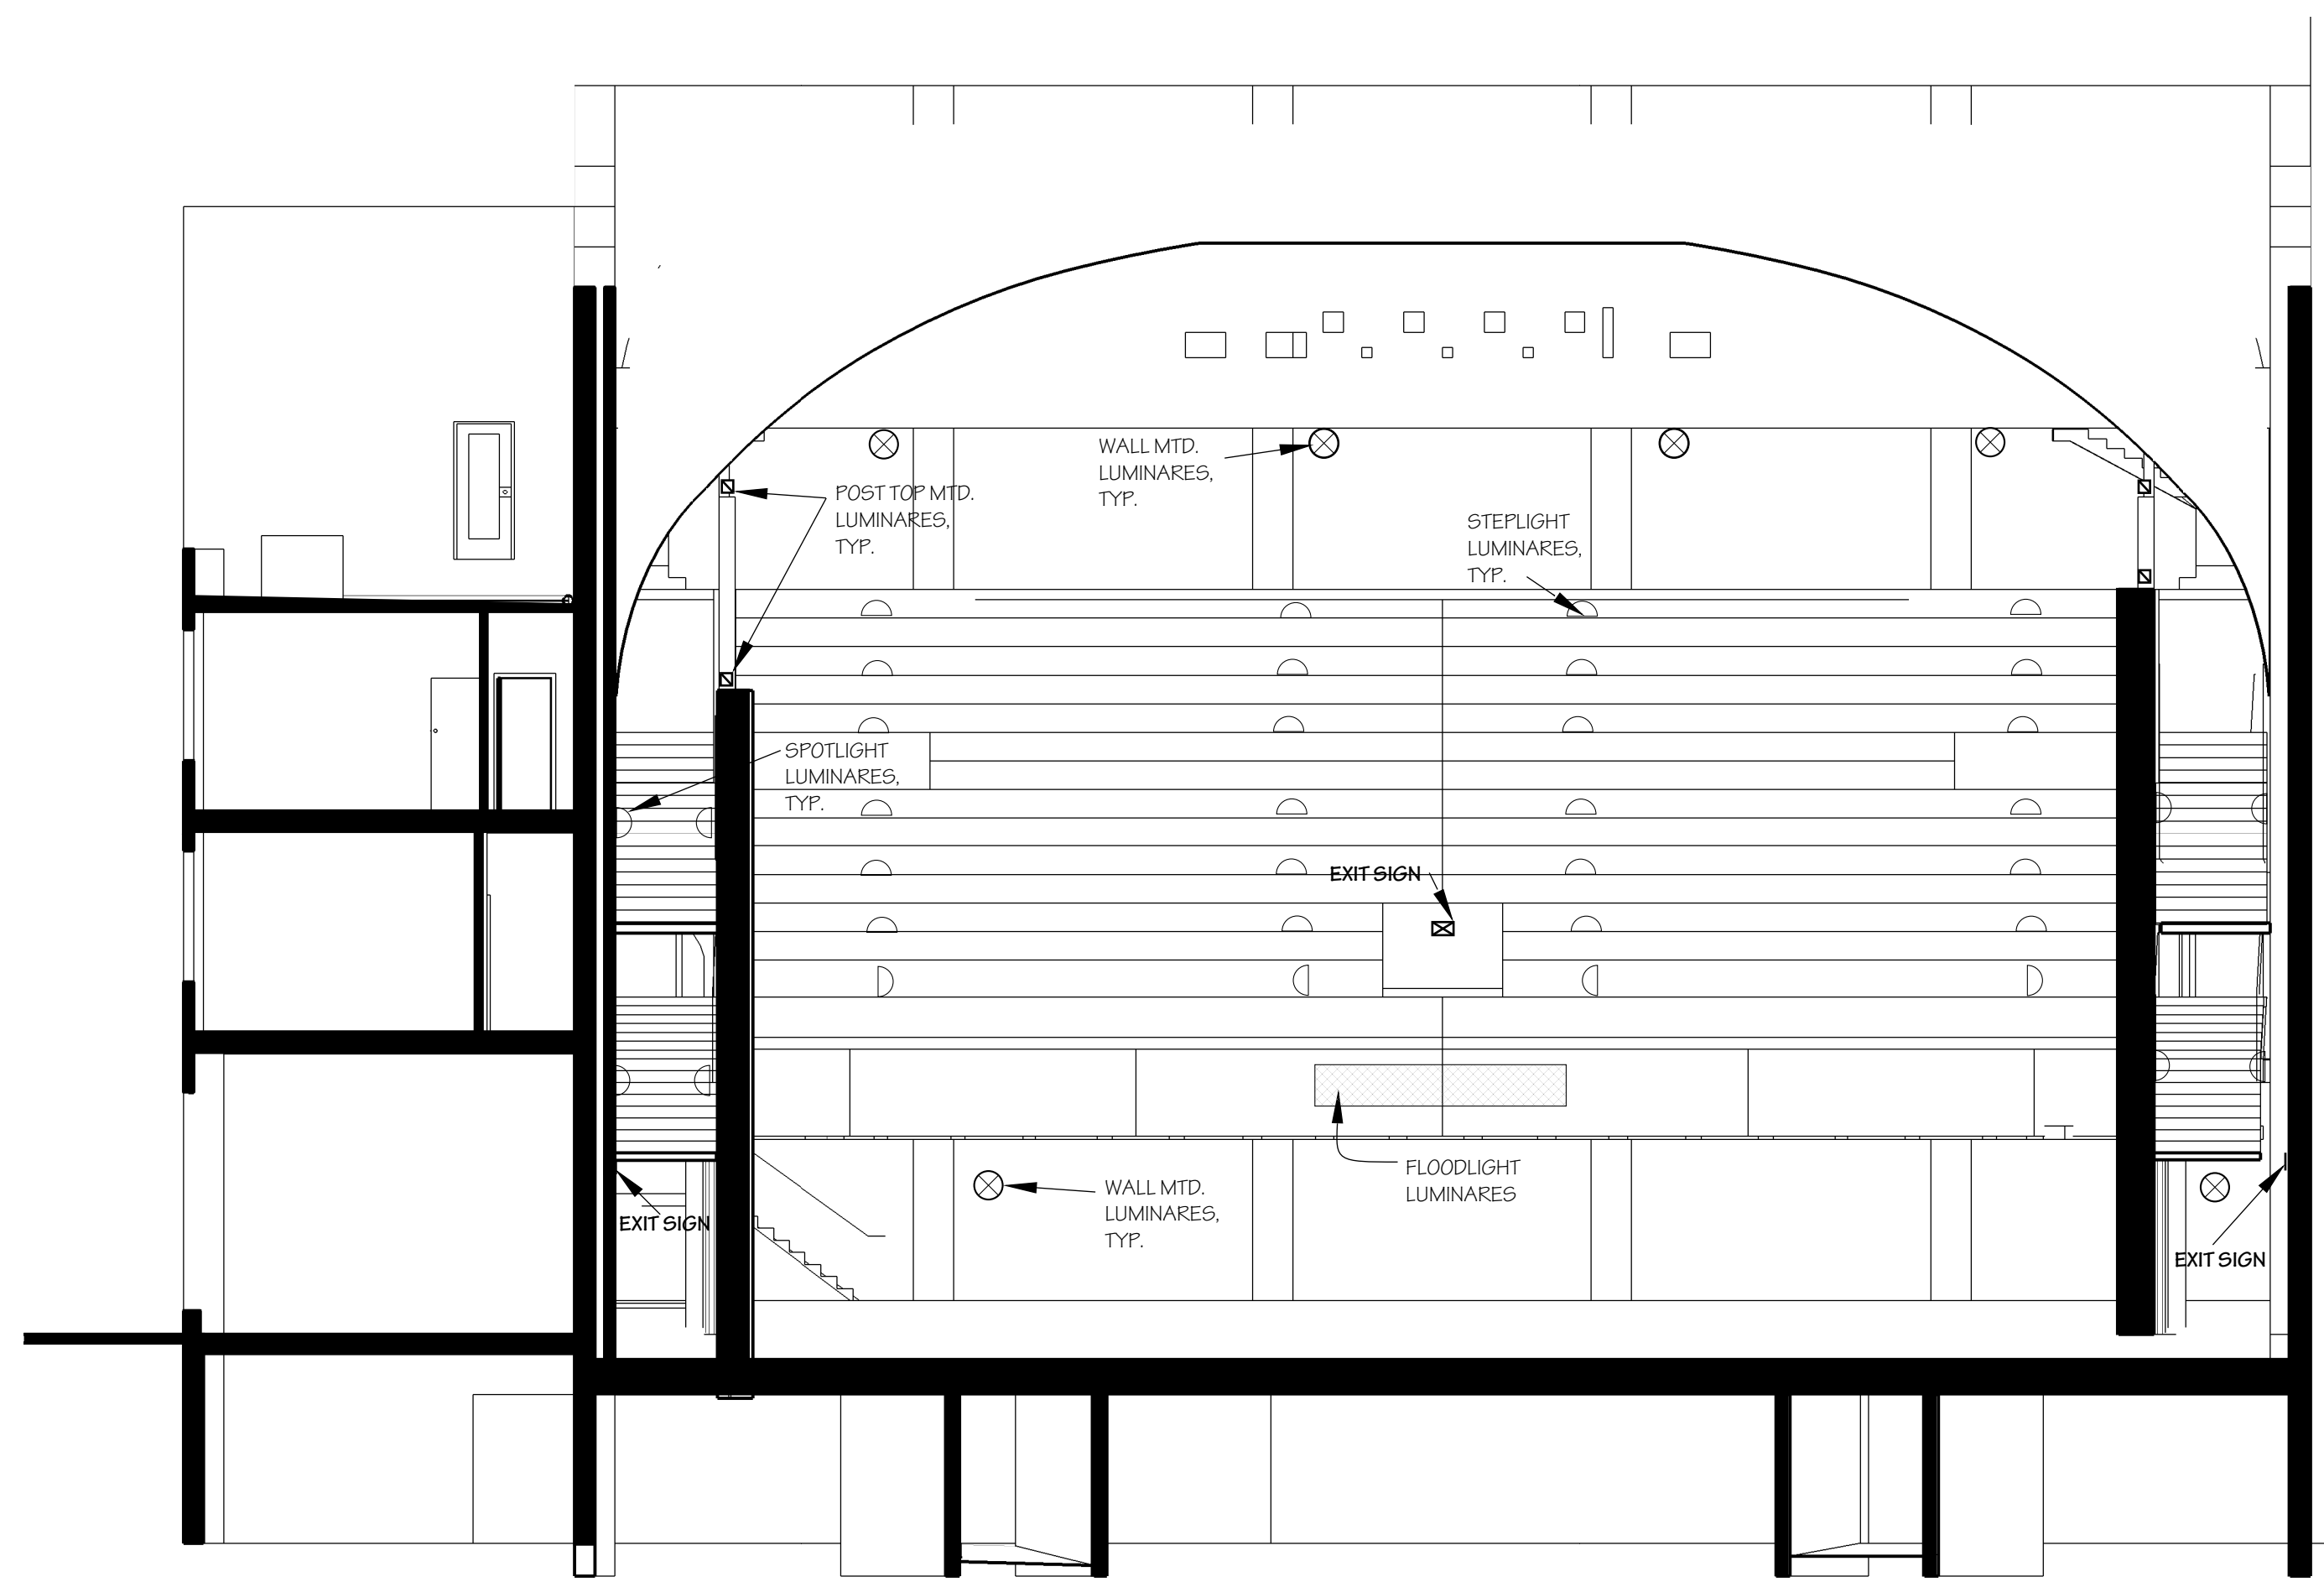 WALL MTD.
LUMINARES,
TYP.
POST TOP MTD.
LUMINARES,
TYP.
STEPLIGHT
LUMINARES,
TYP.
SPOTLIGHT
LUMINARES,
TYP.
EXIT SIGN
FLOODLIGHT
LUMINARES
WALL MTD.
LUMINARES,
TYP.
EXIT SIGN
EXIT SIGN